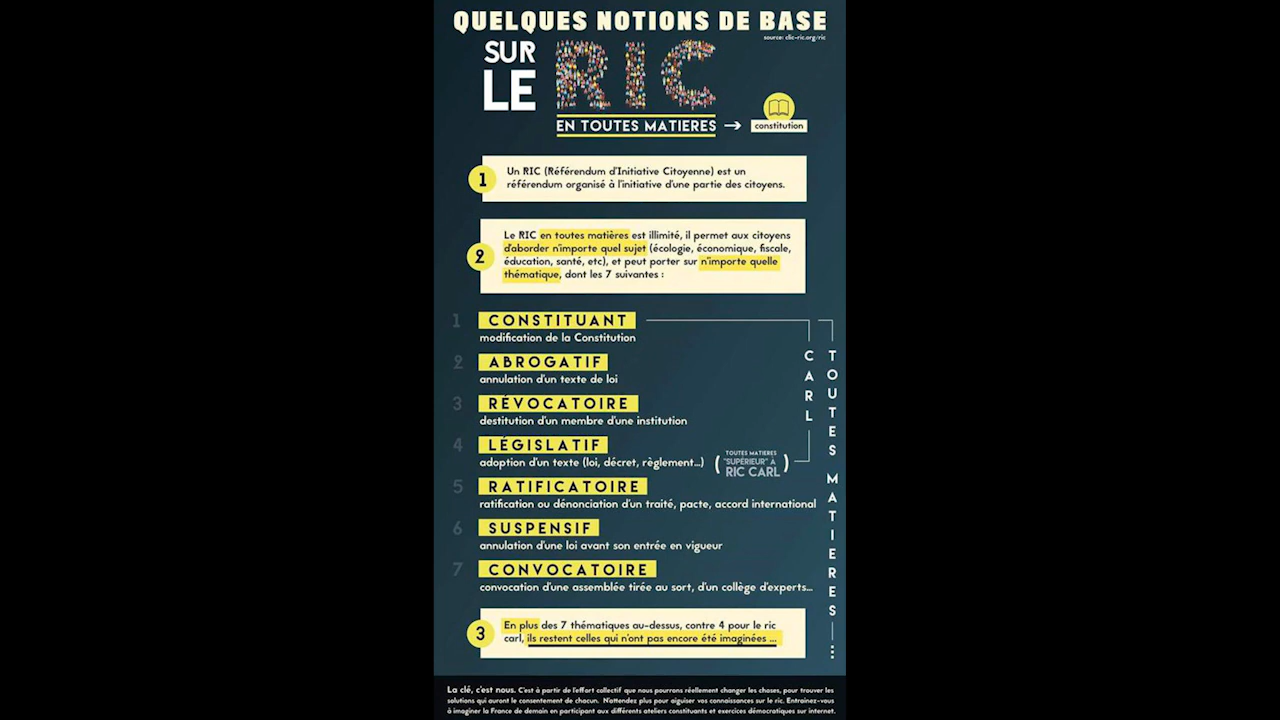 QUELQUES NOTIONS DE BASE
source: clic-ric.org/ric
SUR
LE RIC
EN TOUTES MATIERES → constitution
1
Un RIC (Référendum d'Initiative Citoyenne) est un
référendum organisé à l'initiative d'une partie des citoyens.
2
Le RIC en toutes matières est illimité, il permet aux citoyens
d'aborder n'importe quel sujet (écologie, économique, fiscale,
éducation, santé, etc), et peut porter sur n'importe quelle
thématique, dont les 7 suivantes :
1 CONSTITUANT
modification de la Constitution
2 ABROGATIF
annulation d'un texte de loi
3 RÉVOCATOIRE
destitution d'un membre d'une institution
4 LÉGISLATIF
adoption d'un texte (loi, décret, règlement...)
(TOUTES MATIERES
"SUPÉRIEUR" À
RIC CARL)
5 RATIFICATOIRE
ratification ou dénonciation d'un traité, pacte, accord international
6 SUSPENSIF
annulation d'une loi avant son entrée en vigueur
7 CONVOCATOIRE
convocation d'une assemblée tirée au sort, d'un collège d'experts...
CARL
TOUTES MATIERES ...
3
En plus des 7 thématiques au-dessus, contre 4 pour le ric
carl, ils restent celles qui n'ont pas encore été imaginées ...
La clé, c'est nous. C'est à partir de l'effort collectif que nous pourrons réellement changer les choses, pour trouver les
solutions qui auront le consentement de chacun. N'attendez plus pour aiguiser vos connaissances sur le ric. Entrainez-vous
à imaginer la France de demain en participant aux différents ateliers constituants et exercices démocratiques sur internet.